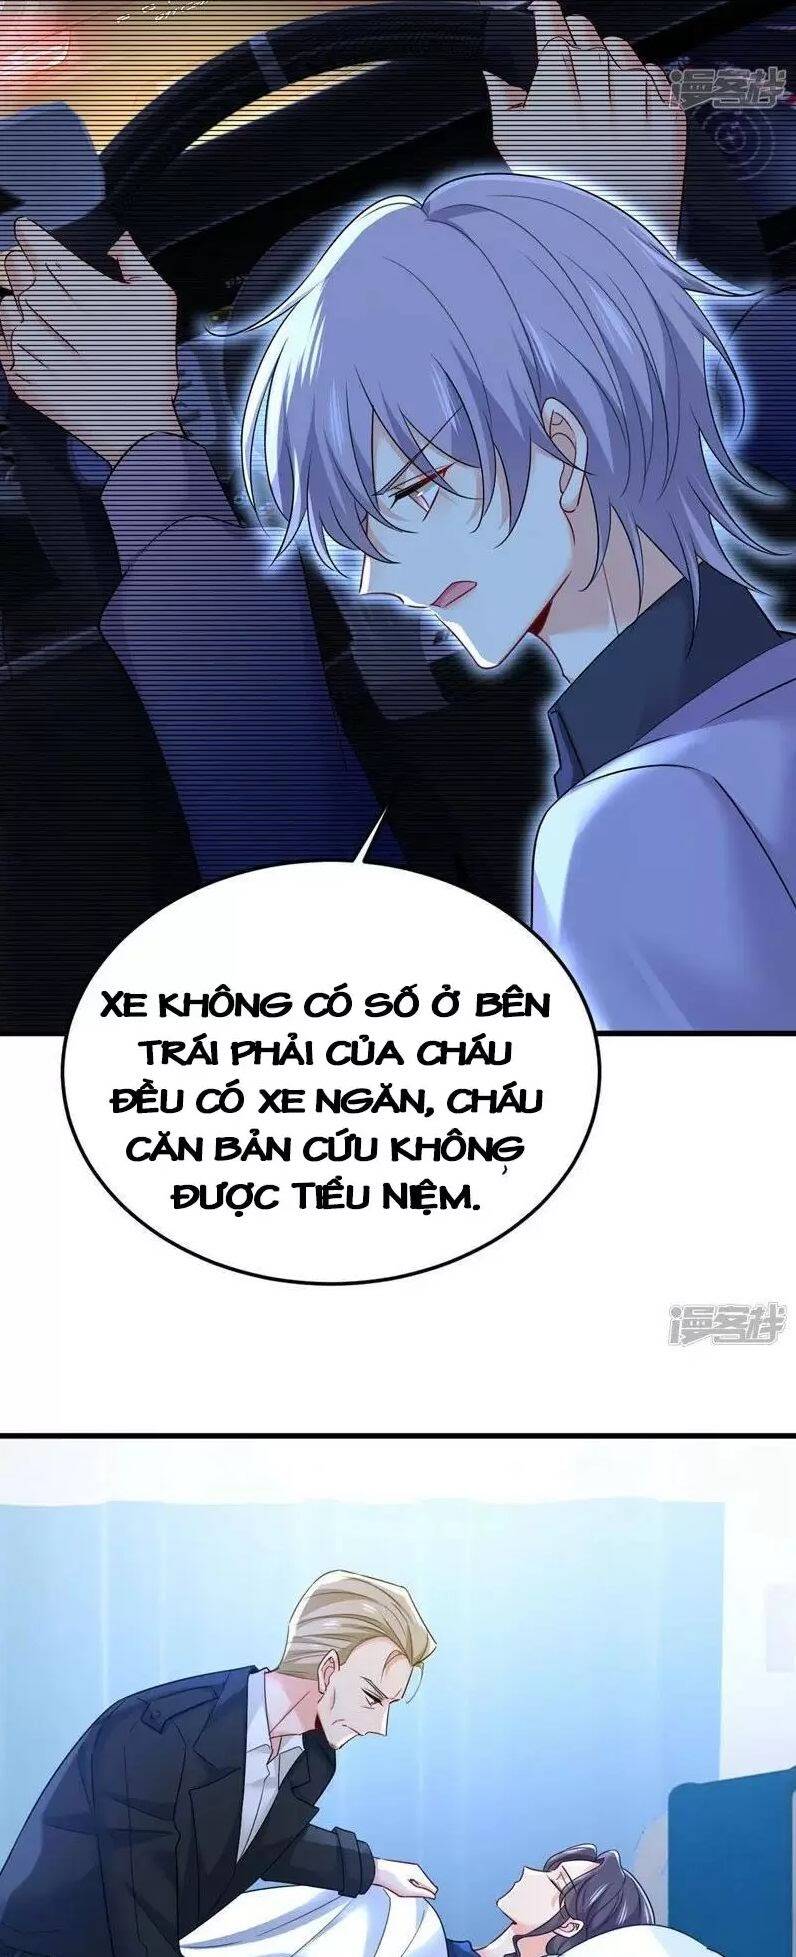 漫客栈
XE KHÔNG CÓ SỐ Ở BÊN
TRÁI PHẢI CỦA CHÁU
ĐỀU CÓ XE NGĂN, CHÁU
CĂN BẢN CỨU KHÔNG
ĐƯỢC TIỂU NIỆM.
漫客栈